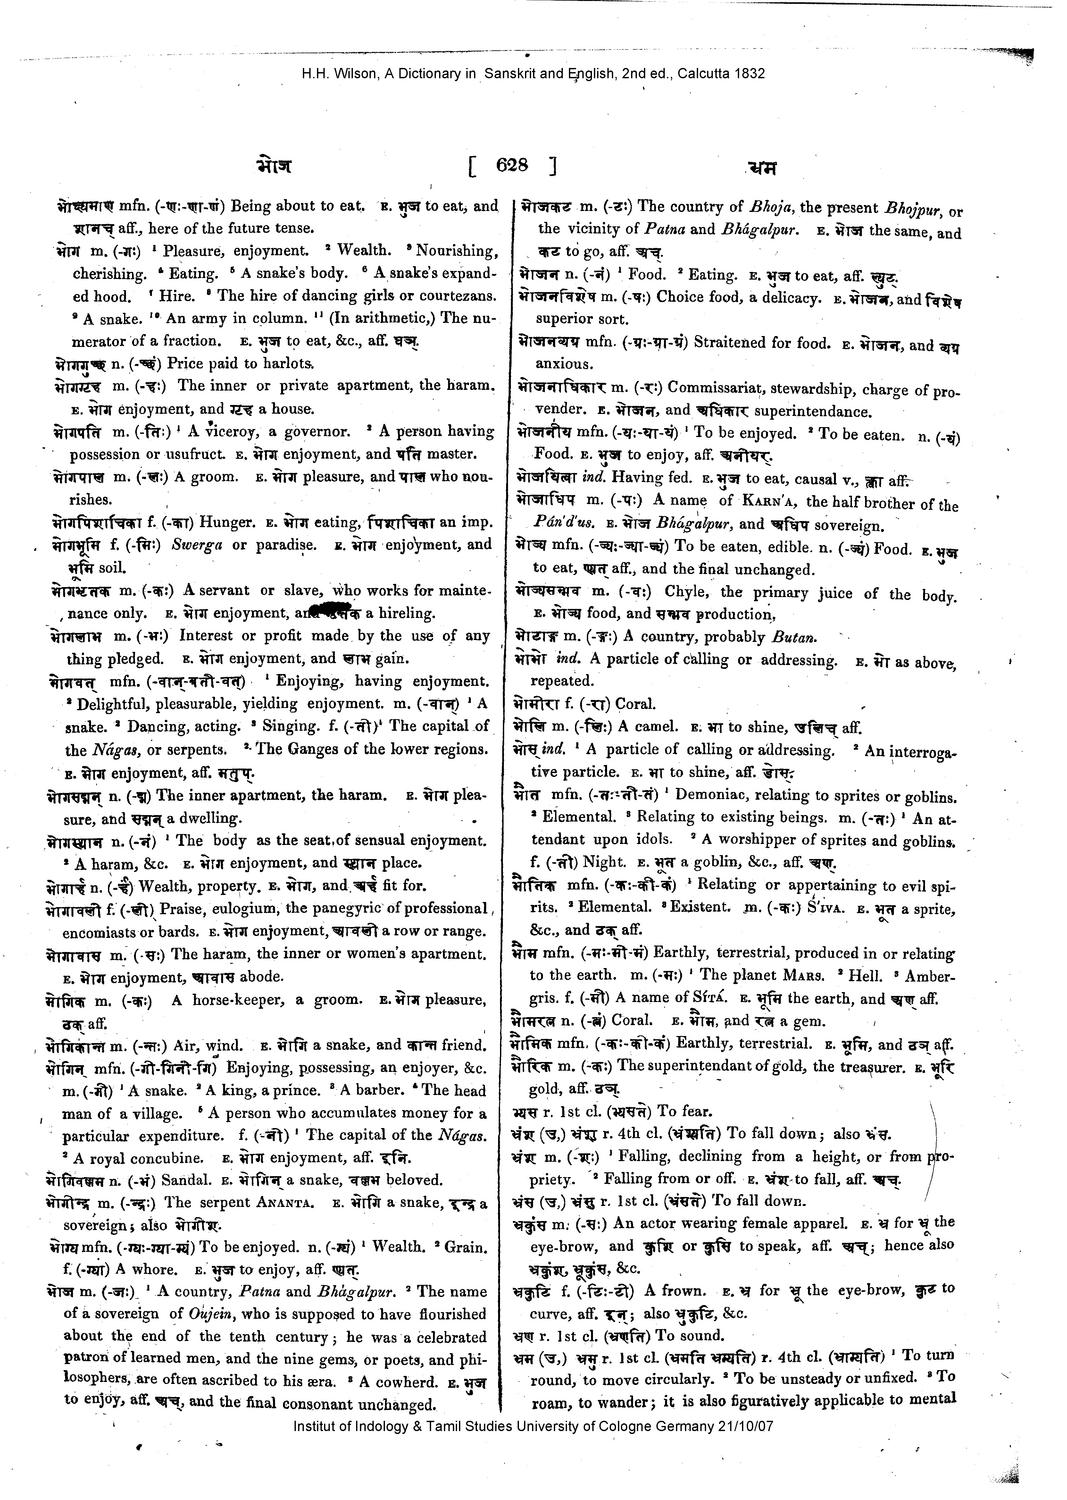 H.H. Wilson, A Dictionary in Sanskrit and English, 2nd ed., Calcutta 1832
भोज [ 628 ] भ्रम
भोच्यमाण mfn. (-णः-णा-णं) Being about to eat. E. भुज to eat, and
शानच् aff., here of the future tense.
भोग m. (-गः) ¹ Pleasure, enjoyment. ² Wealth. ³ Nourishing,
cherishing. ⁴ Eating. ⁵ A snake's body. ⁶ A snake's expand-
ed hood. ⁷ Hire. ⁸ The hire of dancing girls or courtezans.
⁹ A snake. ¹⁰ An army in column. ¹¹ (In arithmetic,) The nu-
merator of a fraction. E. भुज to eat, &c., aff. घञ्.
भोगगुच्छ n. (-च्छं) Price paid to harlots.
भोगगृह m. (-हः) The inner or private apartment, the haram.
E. भोग enjoyment, and गृह a house.
भोगपति m. (-तिः) ¹ A viceroy, a governor. ² A person having
possession or usufruct. E. भोग enjoyment, and पति master.
भोगपाल m. (-लः) A groom. E. भोग pleasure, and पाल who nou-
rishes.
भोगपिशाचिका f. (-का) Hunger. E. भोग eating, पिशाचिका an imp.
भोगभूमि f. (-मिः) Swerga or paradise. E. भोग enjoyment, and
भूमि soil.
भोगभृतक m. (-कः) A servant or slave, who works for mainte-
nance only. E. भोग enjoyment, a hireling.
भोगलाभ m. (-भः) Interest or profit made by the use of any
thing pledged. E. भोग enjoyment, and लाभ gain.
भोगवत् mfn. (-वान्-वती-वत्) ¹ Enjoying, having enjoyment.
² Delightful, pleasurable, yielding enjoyment. m. (-वान्) ¹ A
snake. ² Dancing, acting. ³ Singing. f. (-ती) ¹ The capital of
the Nágas, or serpents. ² The Ganges of the lower regions.
E. भोग enjoyment, aff. मतुप्.
भोगसद्मन् n. (-द्म) The inner apartment, the haram. E. भोग plea-
sure, and सद्मन् a dwelling.
भोगस्थान n. (-नं) ¹ The body as the seat of sensual enjoyment.
² A haram, &c. E. भोग enjoyment, and स्थान place.
भोगार्ह n. (-र्हं) Wealth, property. E. भोग, and अर्ह fit for.
भोगावली f. (-ली) Praise, eulogium, the panegyric of professional
encomiasts or bards. E. भोग enjoyment, आवली a row or range.
भोगावास m. (-सः) The haram, the inner or women's apartment.
E. भोग enjoyment, आवास abode.
भोगिक m. (-कः) A horse-keeper, a groom. E. भोग pleasure,
ठक् aff.
भोगिकान्त m. (-न्तः) Air, wind. E. भोगि a snake, and कान्त friend.
भोगिन् mfn. (-गी-गिनी-गि) Enjoying, possessing, an enjoyer, &c.
m. (-गी) ¹ A snake. ² A king, a prince. ³ A barber. ⁴ The head
man of a village. ⁵ A person who accumulates money for a
particular expenditure. f. (-नी) ¹ The capital of the Nágas.
² A royal concubine. E. भोग enjoyment, aff. इनि.
भोगिवल्लभ n. (-भं) Sandal. E. भोगिन् a snake, वल्लभ beloved.
भोगीन्द्र m. (-न्द्रः) The serpent ANANTA. E. भोगि a snake, इन्द्र a
sovereign; also भोगीश.
भोग्य mfn. (-ग्यः-ग्या-ग्यं) To be enjoyed. n. (-ग्यं) ¹ Wealth. ² Grain.
f. (-ग्या) A whore. E. भुज to enjoy, aff. ण्यत्.
भोज m. (-जः) ¹ A country, Patna and Bhágalpur. ² The name
of a sovereign of Oujein, who is supposed to have flourished
about the end of the tenth century; he was a celebrated
patron of learned men, and the nine gems, or poets, and phi-
losophers, are often ascribed to his æra. ³ A cowherd. E. भुज
to enjoy, aff. अच्, and the final consonant unchanged.
भोजकट m. (-टः) The country of Bhoja, the present Bhojpur, or
the vicinity of Patna and Bhágalpur. E. भोज the same, and
कट to go, aff. अच्.
भोजन n. (-नं) ¹ Food. ² Eating. E. भुज to eat, aff. ल्युट्.
भोजनविशेष m. (-षः) Choice food, a delicacy. E. भोजन, and विशेष
superior sort.
भोजनव्यग्र mfn. (-ग्रः-ग्रा-ग्रं) Straitened for food. E. भोजन, and व्यग्र
anxious.
भोजनाधिकार m. (-रः) Commissariat, stewardship, charge of pro-
vender. E. भोजन, and अधिकार superintendance.
भोजनीय mfn. (-यः-या-यं) ¹ To be enjoyed. ² To be eaten. n. (-यं)
Food. E. भुज to enjoy, aff. अनीयर्.
भोजयित्वा ind. Having fed. E. भुज to eat, causal v., क्त्वा aff.
भोजाधिप m. (-पः) A name of KARN'A, the half brother of the
Pán'd'us. E. भोज Bhágalpur, and अधिप sovereign.
भोज्य mfn. (-ज्यः-ज्या-ज्यं) To be eaten, edible. n. (-ज्यं) Food. E. भुज
to eat, ण्यत् aff., and the final unchanged.
भोज्यसम्भव m. (-वः) Chyle, the primary juice of the body.
E. भोज्य food, and सम्भव production,
भोटाङ्ग m. (-ङ्गः) A country, probably Butan.
भोभो ind. A particle of calling or addressing. E. भो as above,
repeated.
भोमीरा f. (-रा) Coral.
भोलि m. (-लिः) A camel. E. भा to shine, उलिच् aff.
भोस् ind. ¹ A particle of calling or addressing. ² An interroga-
tive particle. E. भा to shine, aff. डोस्.
भौत mfn. (-तः-ती-तं) ¹ Demoniac, relating to sprites or goblins.
² Elemental. ³ Relating to existing beings. m. (-तः) ¹ An at-
tendant upon idols. ² A worshipper of sprites and goblins.
f. (-ती) Night. E. भूत a goblin, &c., aff. अण्.
भौतिक mfn. (-कः-की-कं) ¹ Relating or appertaining to evil spi-
rits. ² Elemental. ³ Existent. m. (-कः) S'IVA. E. भूत a sprite,
&c., and ठक् aff.
भौम mfn. (-मः-मी-मं) Earthly, terrestrial, produced in or relating
to the earth. m. (-मः) ¹ The planet MARS. ² Hell. ³ Amber-
gris. f. (-मी) A name of SÍTÁ. E. भूमि the earth, and अण् aff.
भौमरत्न n. (-त्नं) Coral. E. भौम, and रत्न a gem.
भौमिक mfn. (-कः-की-कं) Earthly, terrestrial. E. भूमि, and ठञ् aff.
भौरिक m. (-कः) The superintendant of gold, the treasurer. E. भूरि
gold, aff. ठञ्.
भ्यस r. 1st cl. (भ्यसते) To fear.
भ्रंश (उ,) भ्रंशु r. 4th cl. (भ्रंश्यति) To fall down; also भ्रंस.
भ्रंश m. (-शः) ¹ Falling, declining from a height, or from pro-
priety. ² Falling from or off. E. भ्रंश to fall, aff. अच्.
भ्रंस (उ,) भ्रंसु r. 1st cl. (भ्रंसते) To fall down.
भ्रकुंस m. (-सः) An actor wearing female apparel. E. भ्र for भ्रू the
eye-brow, and कुशि or कुसि to speak, aff. अच्; hence also
भ्रकुंश, भ्रूकुंस, &c.
भ्रकुटि f. (-टिः-टी) A frown. E. भ्र for भ्रू the eye-brow, कुट to
curve, aff. इन्; also भ्रुकुटि, &c.
भ्रण r. 1st cl. (भ्रणति) To sound.
भ्रम (उ,) भ्रमु r. 1st cl. (भ्रमति भ्रम्यति) r. 4th cl. (भ्राम्यति) ¹ To turn
round, to move circularly. ² To be unsteady or unfixed. ³ To
roam, to wander; it is also figuratively applicable to mental
Institut of Indology & Tamil Studies University of Cologne Germany 21/10/07